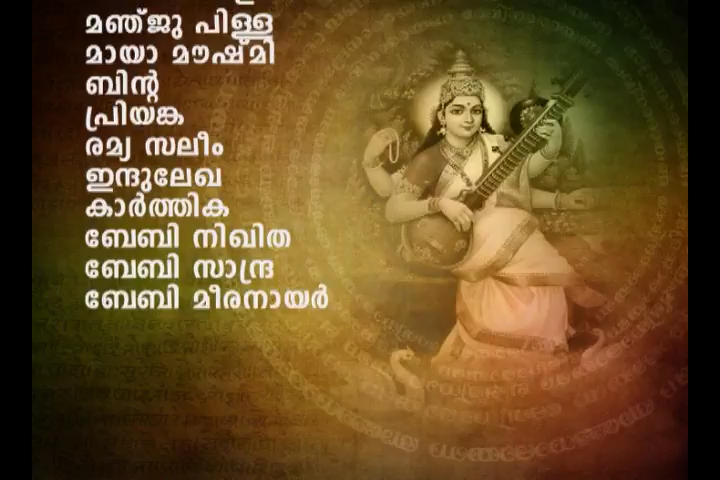 മഞ്ജു പിള്ള
മായാ മൗഷ്മി
ബിന്റ
പ്രിയങ്ക
രമ്യ സലീം
ഇന്ദുലേഖ
കാർത്തിക
ബേബി നിഖിത
ബേബി സാന്ദ്ര
ബേബി മീരനായർ